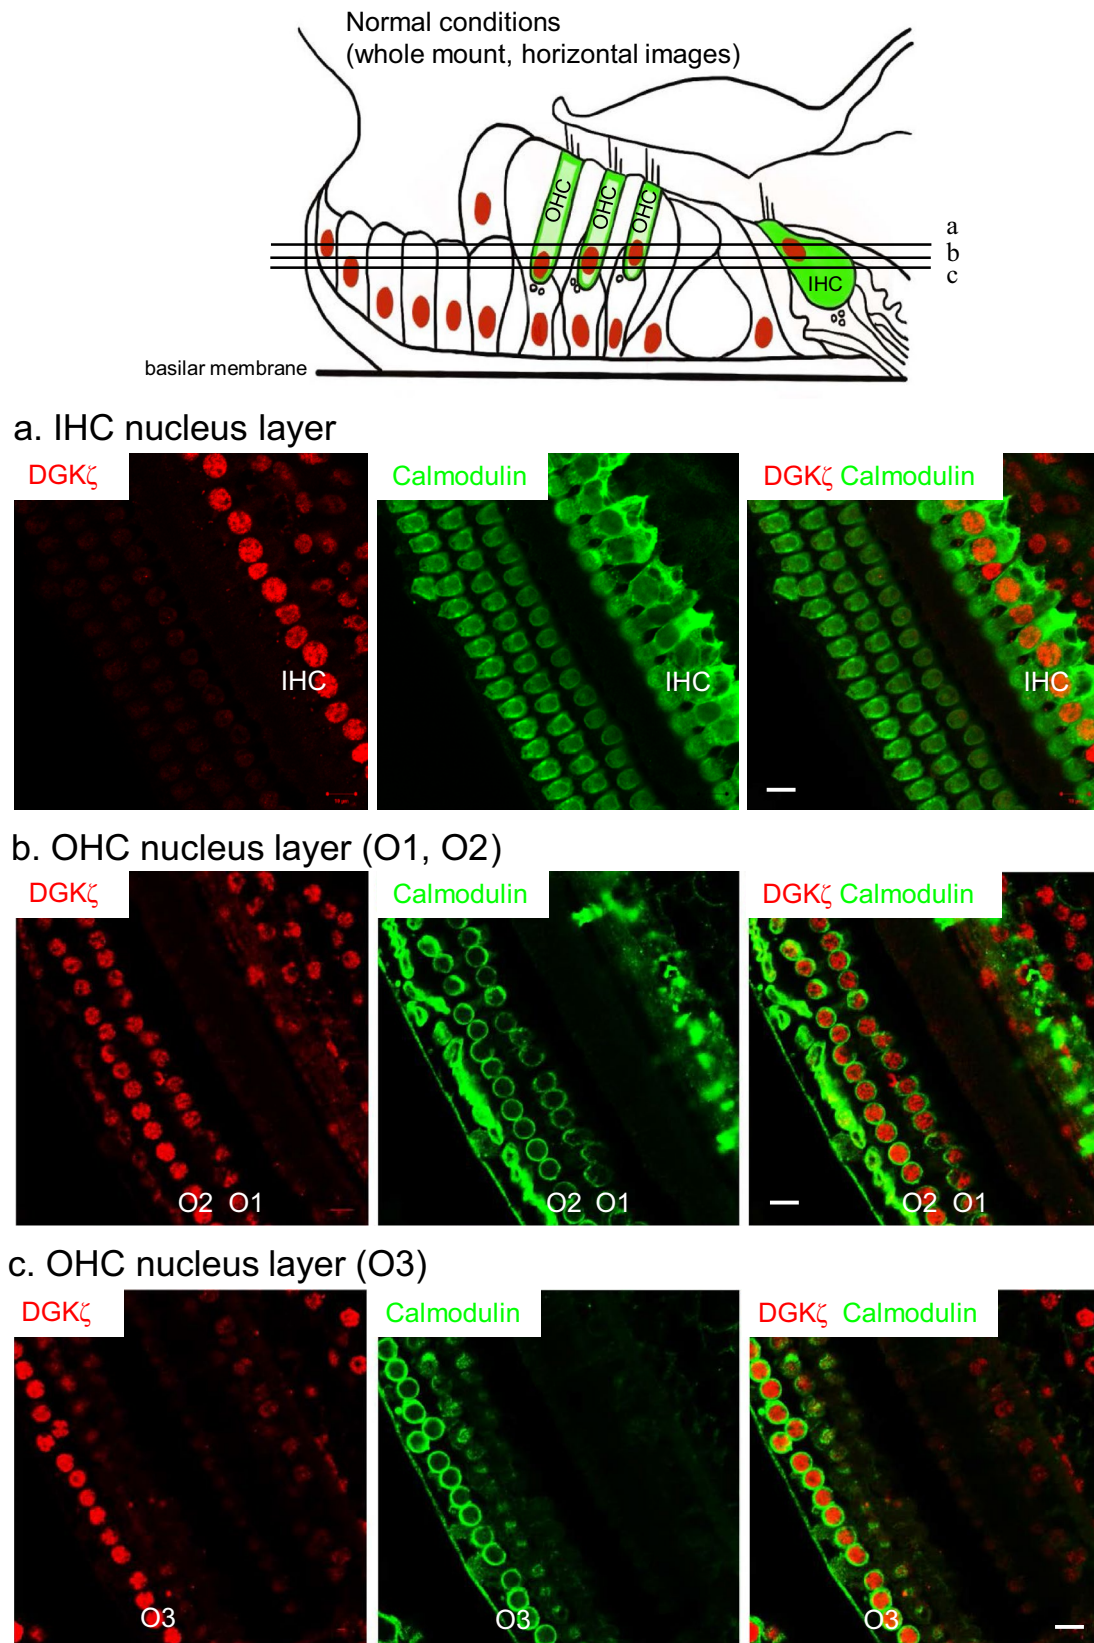 Normal conditions
(whole mount, horizontal images)
OHC
OHC
OHC
IHC
a
b
c
basilar membrane
a. IHC nucleus layer
DGKζ
Calmodulin
DGKζ Calmodulin
IHC
IHC
IHC
b. OHC nucleus layer (O1, O2)
DGKζ
Calmodulin
DGKζ Calmodulin
O2 O1
O2 O1
O2 O1
c. OHC nucleus layer (O3)
DGKζ
Calmodulin
DGKζ Calmodulin
O3
O3
O3